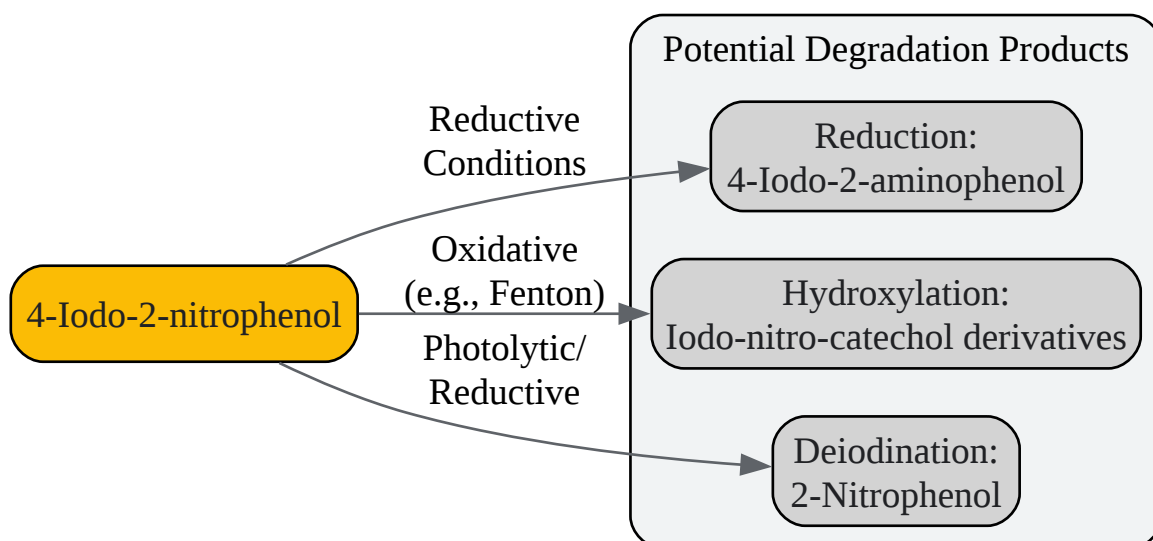 Potential Degradation Products
Reductive
Conditions
Reduction:
4-Iodo-2-aminophenol
4-Iodo-2-nitrophenol
Oxidative
(e.g., Fenton)
Hydroxylation:
Iodo-nitro-catechol derivatives
Photolytic/
Reductive
Deiodination:
2-Nitrophenol